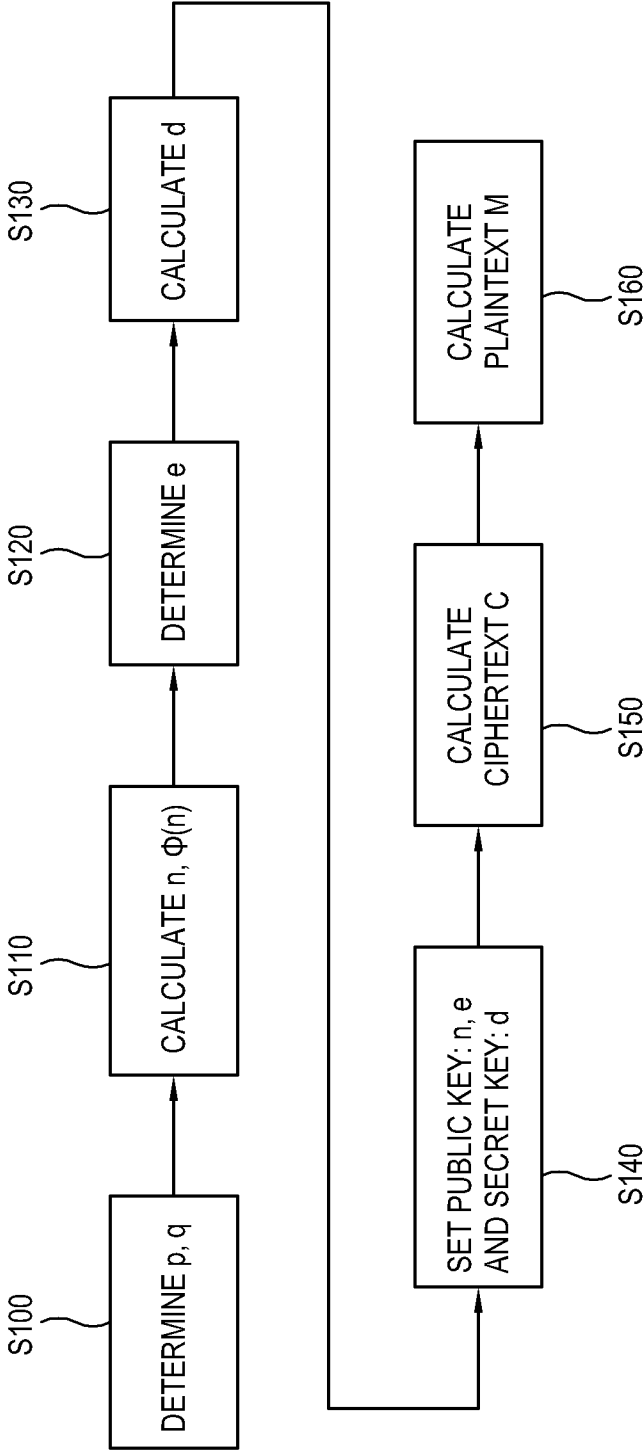 S100
DETERMINE p, q
S110
CALCULATE n, Φ(n)
S120
DETERMINE e
S130
CALCULATE d
SET PUBLIC KEY: n, e
AND SECRET KEY: d
S140
CALCULATE
CIPHERTEXT C
S150
CALCULATE
PLAINTEXT M
S160